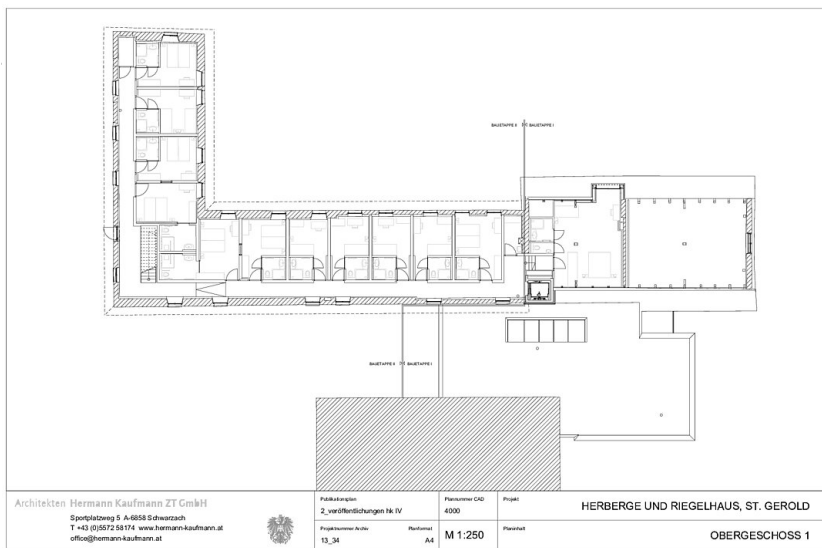 BAUETAPPE II BAUETAPPE I
BAUETAPPE II BAUETAPPE I
Architekten Hermann Kaufmann ZT GmbH
Sportplatzweg 5 A-6858 Schwarzach
T +43 (0)5572 58174 www.hermann-kaufmann.at
office@hermann-kaufmann.at
Publikationsplan
2_veröffentlichungen hk IV
Plannummer CAD
4000
Projekt
HERBERGE UND RIEGELHAUS, ST. GEROLD
Projektnummer Archiv
13_34
Planformat
A4
M 1:250
Planinhalt
OBERGESCHOSS 1